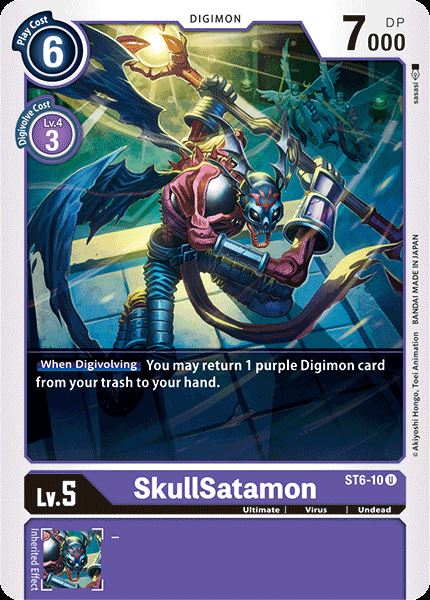 Play Cost
6
DIGIMON
7000
DP
Digivolve Cost
Lv.4
3
sasasi
When Digivolving You may return 1 purple Digimon card
from your trash to your hand.
© Akiyoshi Hongo, Toei Animation BANDAI MADE IN JAPAN
Lv.5
SkullSatamon
ST6-10 U
Ultimate | Virus | Undead
Inherited Effect
-